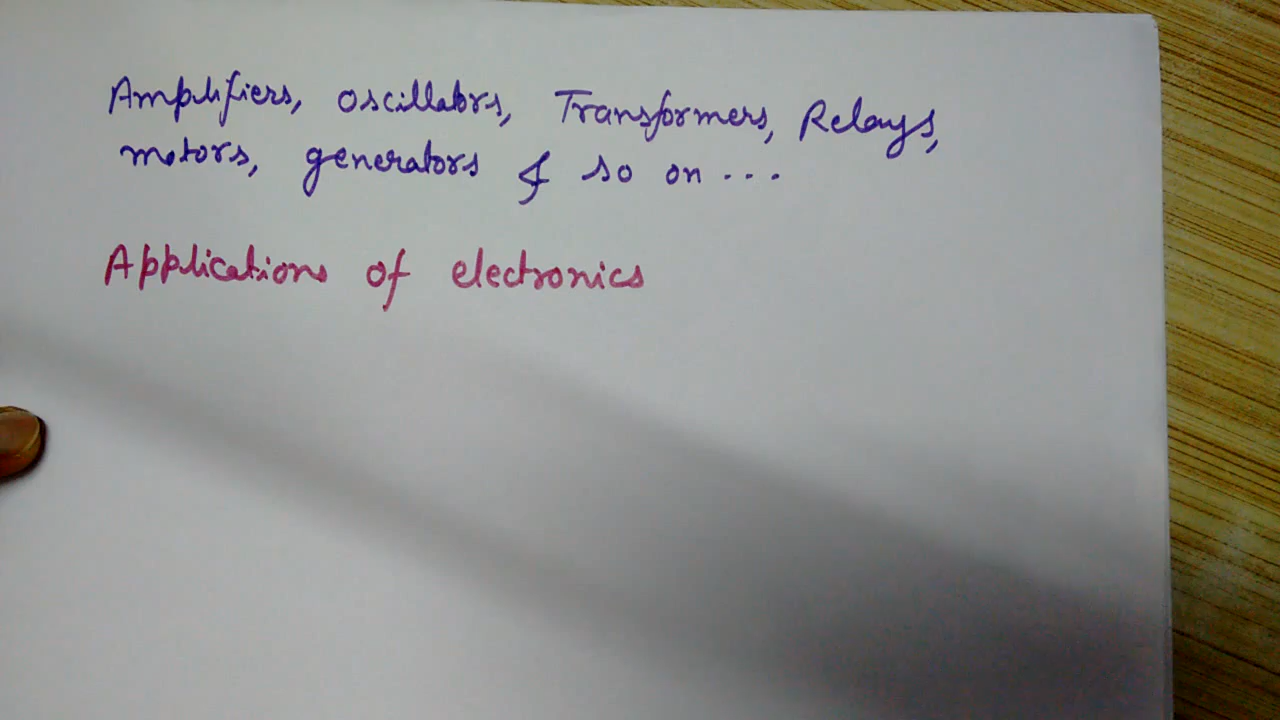 Amplifiers, oscillators, Transformers, Relays,
motors, generators & so on ...
Applications of electronics